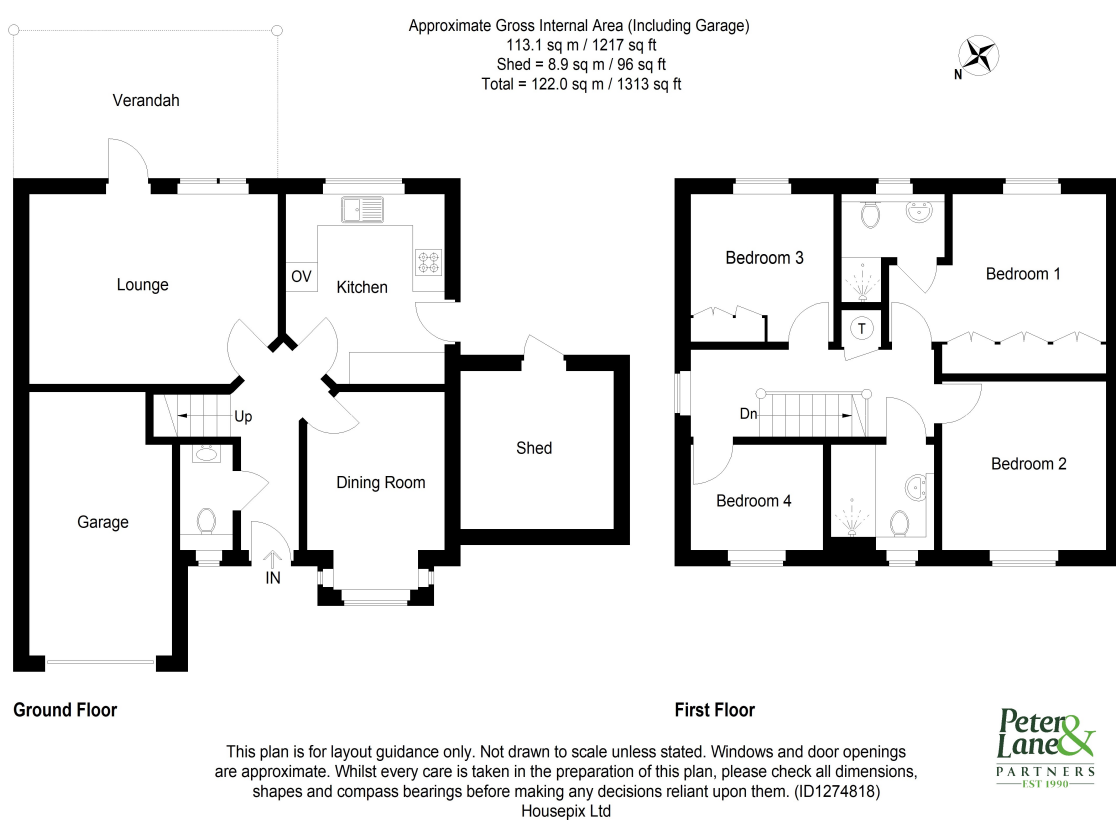 Approximate Gross Internal Area (Including Garage)
113.1 sq m / 1217 sq ft
Shed = 8.9 sq m / 96 sq ft
Total = 122.0 sq m / 1313 sq ft
N
Verandah
Lounge
OV
Kitchen
Up
Shed
Dining Room
Garage
IN
Bedroom 3
Bedroom 1
T
Dn
Bedroom 2
Bedroom 4
Ground Floor
First Floor
This plan is for layout guidance only. Not drawn to scale unless stated. Windows and door openings
are approximate. Whilst every care is taken in the preparation of this plan, please check all dimensions,
shapes and compass bearings before making any decisions reliant upon them. (ID1274818)
Housepix Ltd
Peter &
Lane
PARTNERS
EST 1990